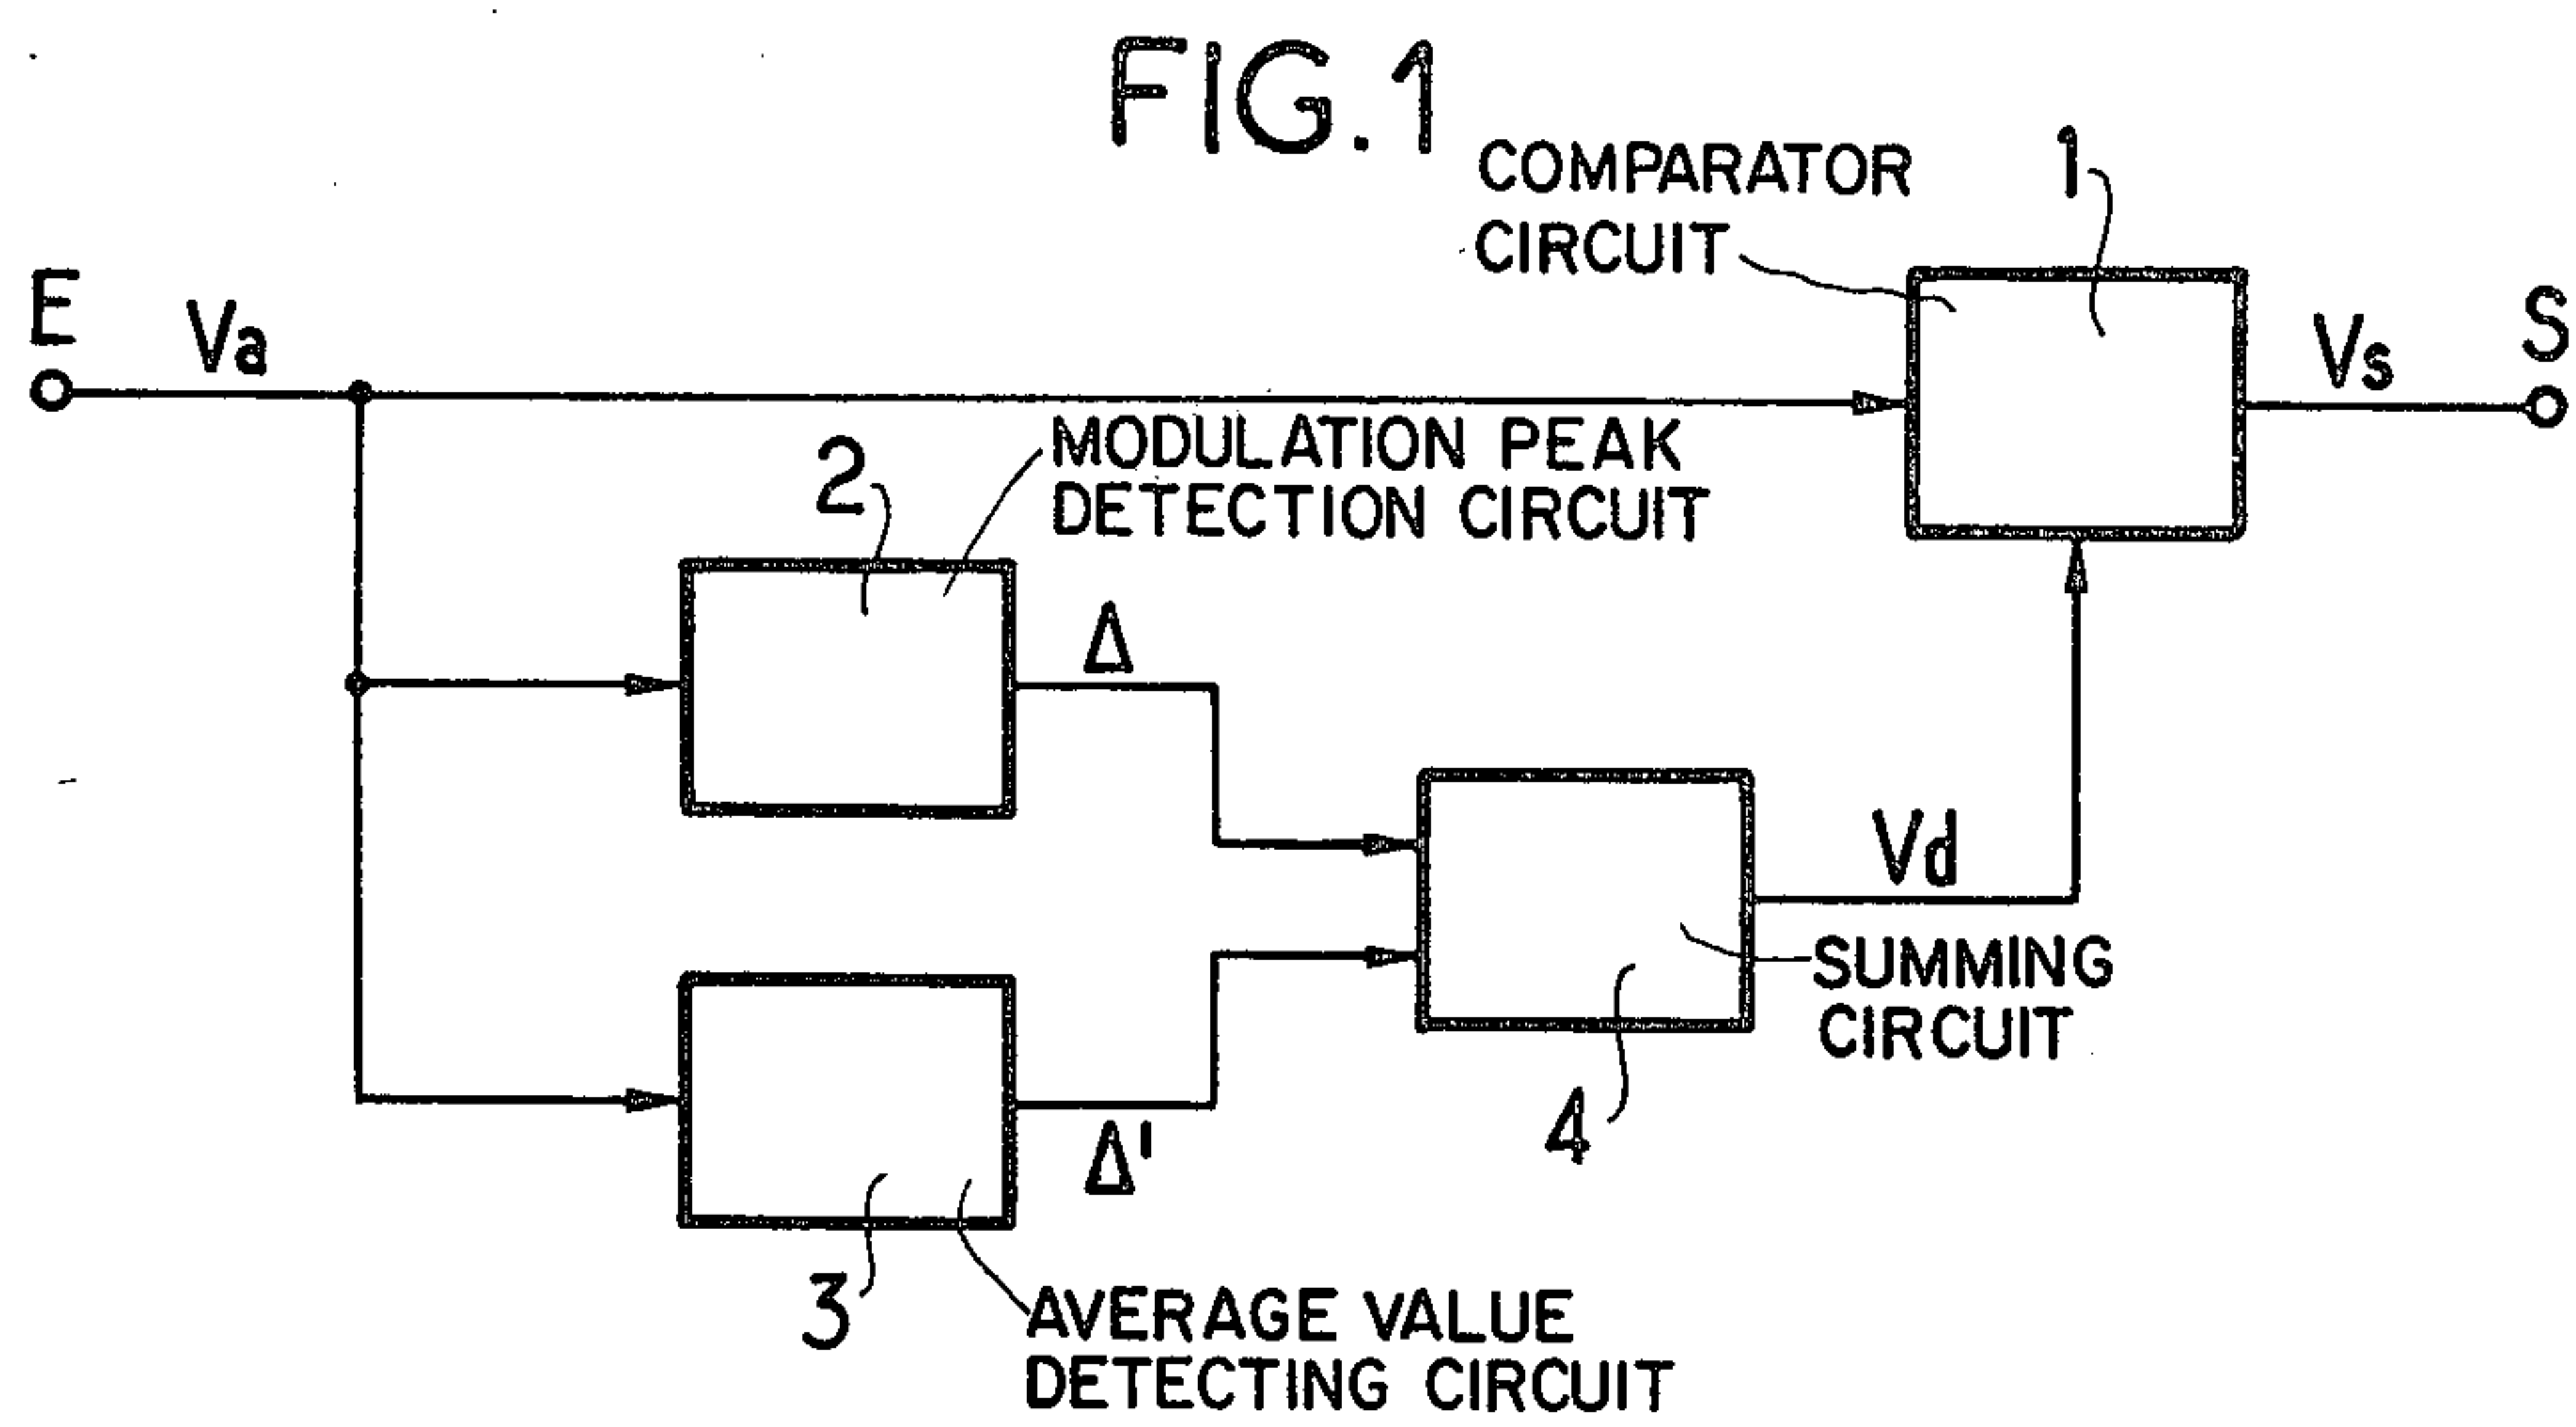 FIG.1
COMPARATOR
CIRCUIT
1
E
Va
Vs
S
MODULATION PEAK
DETECTION CIRCUIT
2
Δ
Vd
SUMMING
CIRCUIT
4
Δ'
3
AVERAGE VALUE
DETECTING CIRCUIT